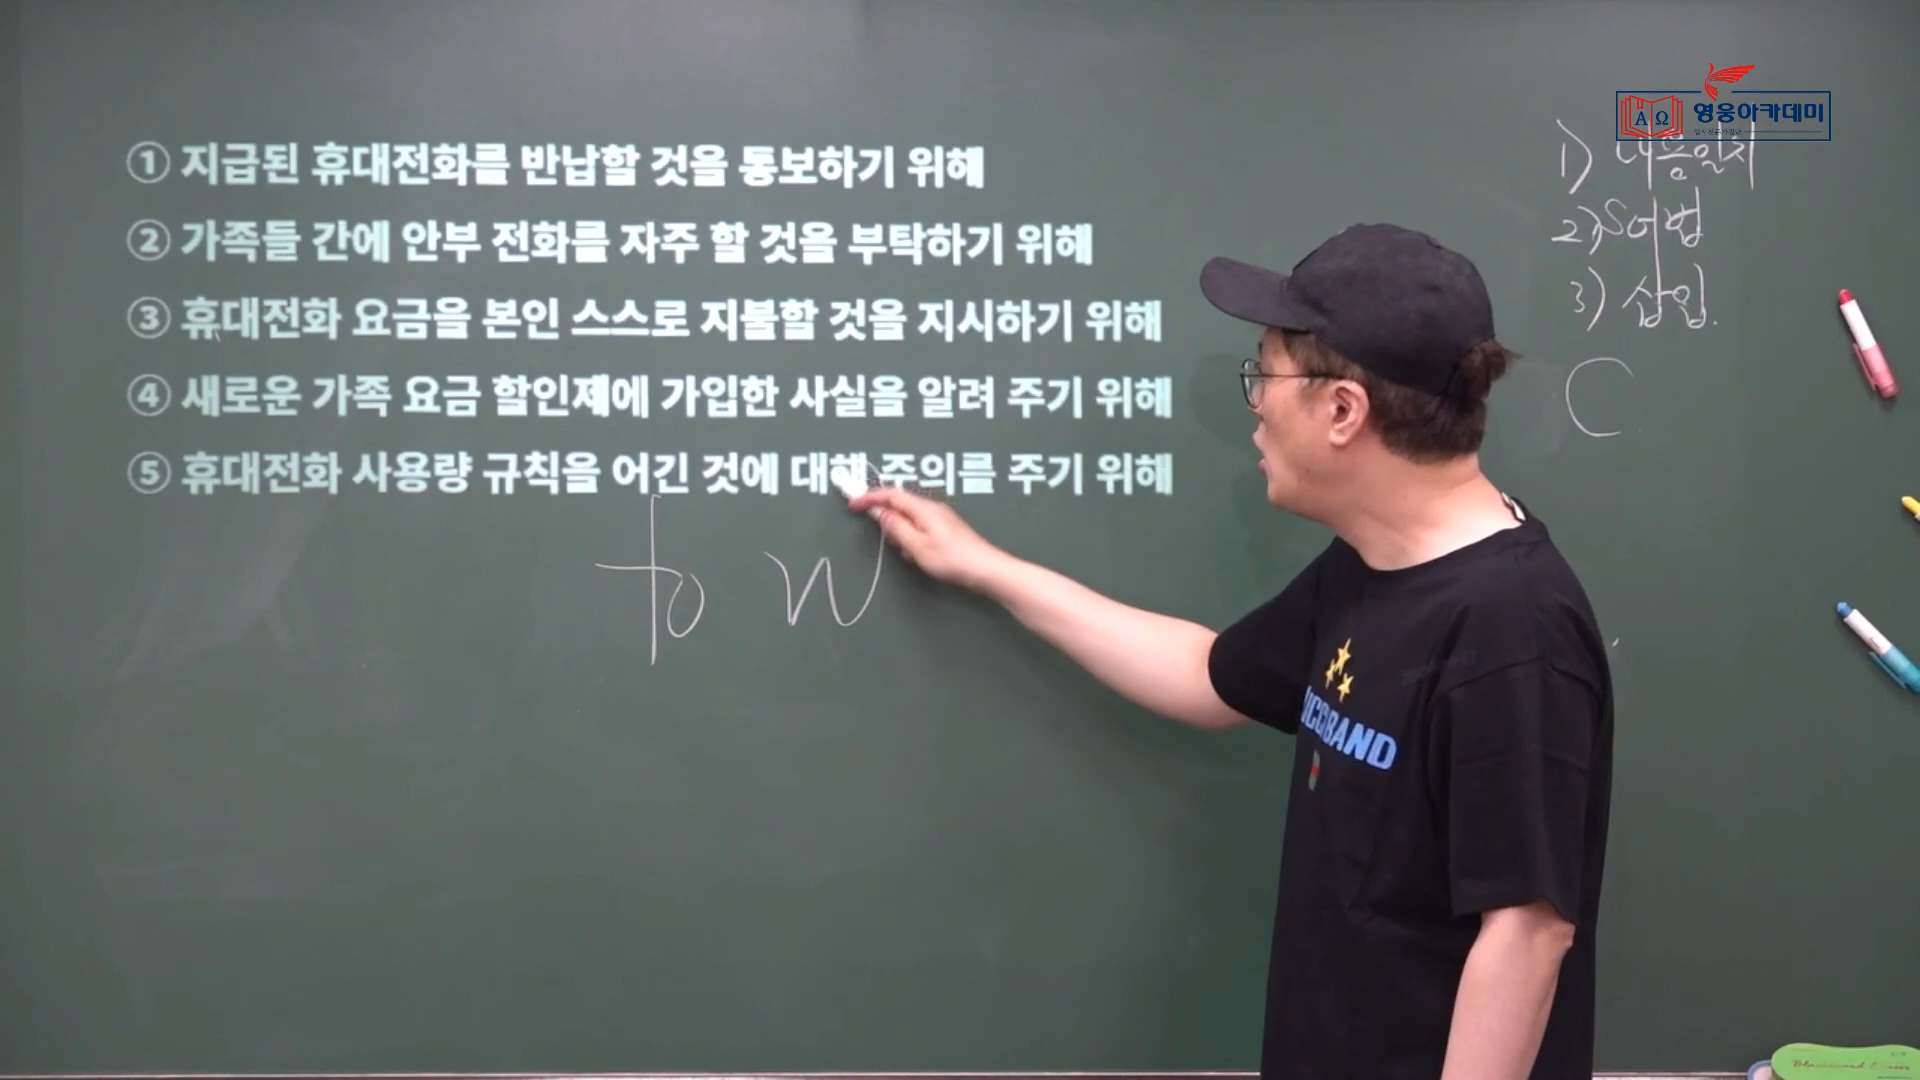 ① 지급된 휴대전화를 반납할 것을 통보하기 위해
② 가족들 간에 안부 전화를 자주 할 것을 부탁하기 위해
③ 휴대전화 요금을 본인 스스로 지불할 것을 지시하기 위해
④ 새로운 가족 요금 할인제에 가입한 사실을 알려 주기 위해
⑤ 휴대전화 사용량 규칙을 어긴 것에 대해 주의를 주기 위해
to w
영웅아카데미
Α Ω
1) 내용일치
2) 어법
3) 삽입.
C
BAND